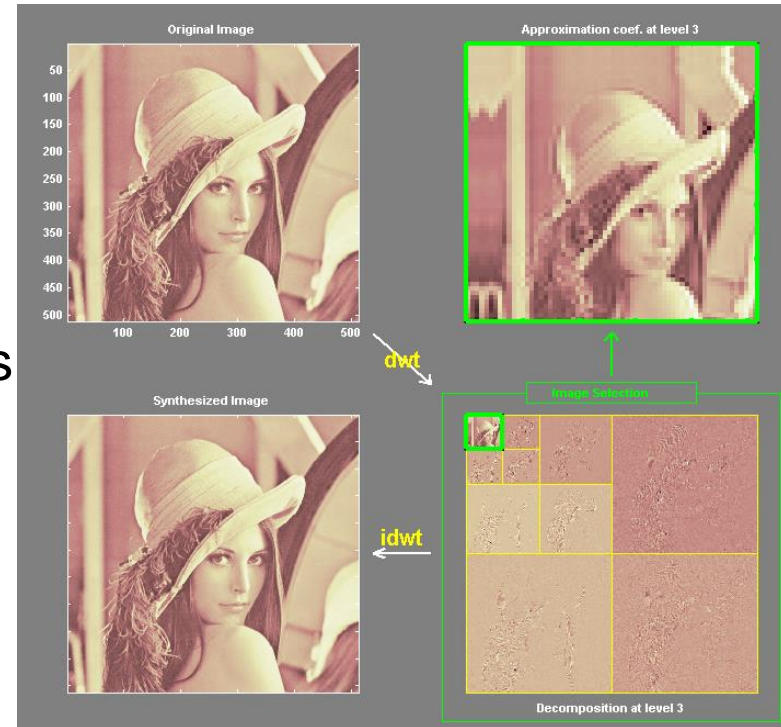 Original Image
Approximation coef. at level 3
50
100
150
200
250
300
350
400
450
500
100 200 300 400 500
s
dwt
Synthesized Image
Image Selection
idwt
Decomposition at level 3